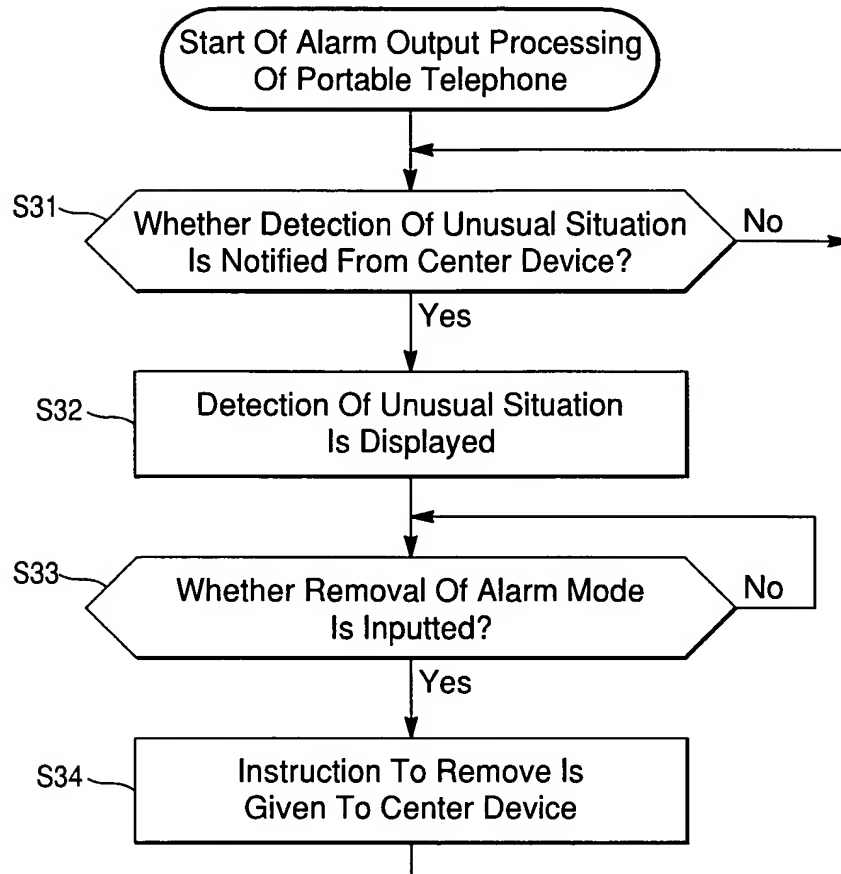 Start Of Alarm Output Processing
Of Portable Telephone
S31
Whether Detection Of Unusual Situation
Is Notified From Center Device?
No
Yes
S32
Detection Of Unusual Situation
Is Displayed
S33
Whether Removal Of Alarm Mode
Is Inputted?
No
Yes
S34
Instruction To Remove Is
Given To Center Device